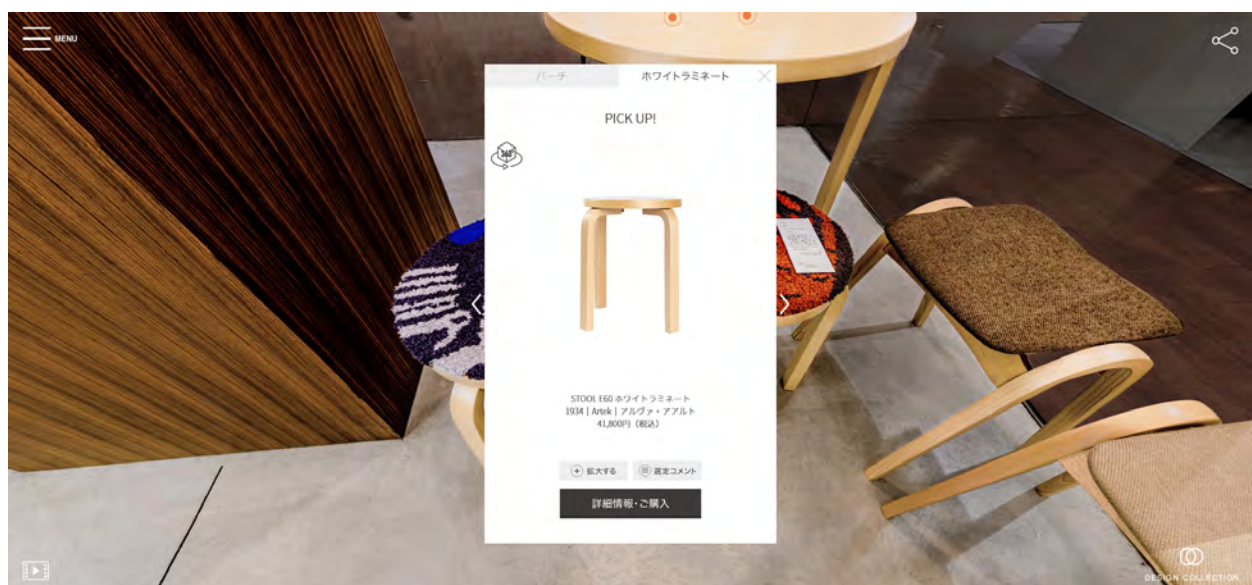 MENU
バーチ
ホワイトラミネート
PICK UP!
360°
STOOL E60 ホワイトラミネート
1934 | Artek | アルヴァ・アアルト
41,800円（税込）
拡大する
選定コメント
詳細情報・ご購入
DESIGN COLLECTION